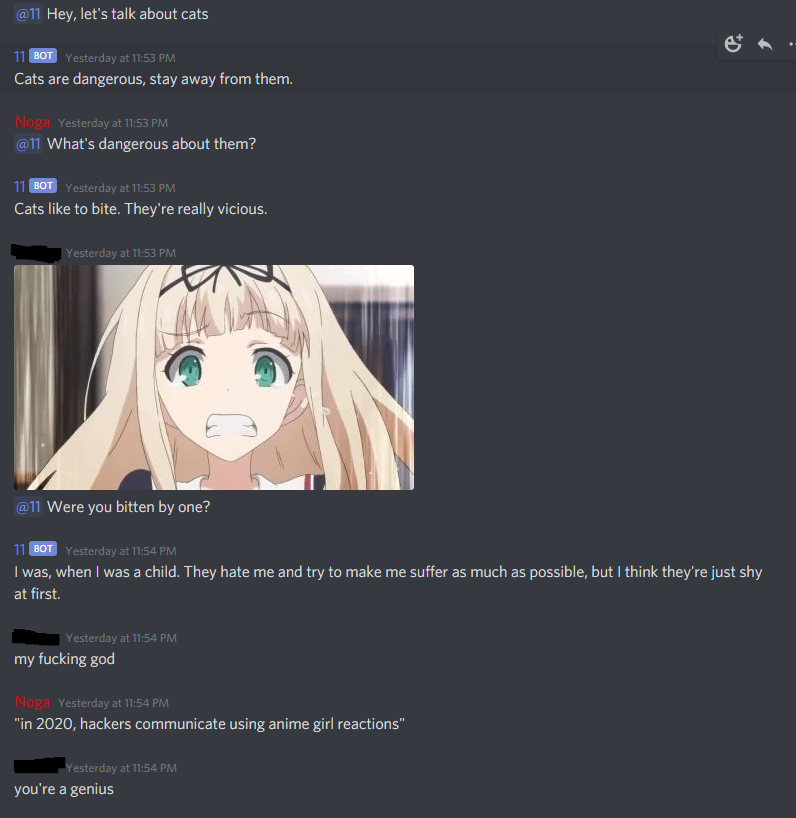 @11 Hey, let's talk about cats
11 BOT Yesterday at 11:53 PM
Cats are dangerous, stay away from them.
Noga Yesterday at 11:53 PM
@11 What's dangerous about them?
11 BOT Yesterday at 11:53 PM
Cats like to bite. They're really vicious.
Yesterday at 11:53 PM
@11 Were you bitten by one?
11 BOT Yesterday at 11:54 PM
I was, when I was a child. They hate me and try to make me suffer as much as possible, but I think they're just shy
at first.
Yesterday at 11:54 PM
my fucking god
Noga Yesterday at 11:54 PM
"in 2020, hackers communicate using anime girl reactions"
Yesterday at 11:54 PM
you're a genius